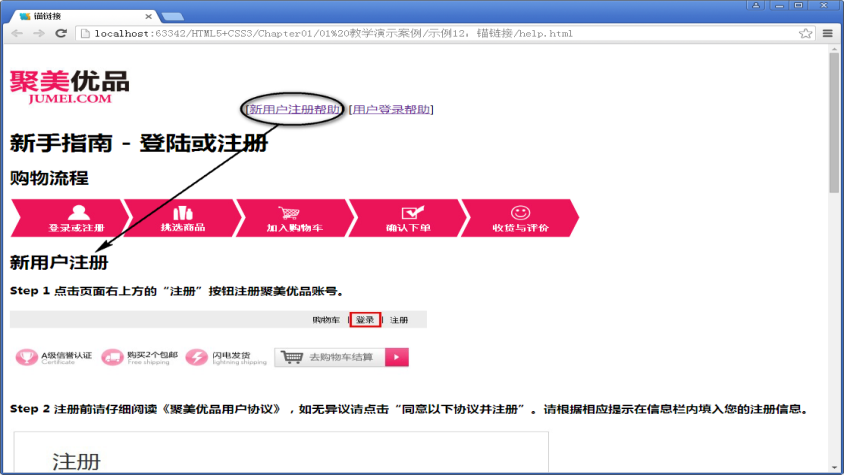 锚链接
localhost:63342/HTML5+CSS3/Chapter01/01%20教学演示案例/示例12，锚链接/help.html
聚美优品
JUMEI.COM
[新用户注册帮助] [用户登录帮助]
新手指南 - 登陆或注册
购物流程
登录或注册 挑选商品 加入购物车 确认下单 收货与评价
新用户注册
Step 1 点击页面右上方的“注册”按钮注册聚美优品账号。
购物车 | 登录 | 注册
A级信誉认证 购买2个包邮 闪电发货 去购物车结算
Certificate Free shipping lightning shipping
Step 2 注册前请仔细阅读《聚美优品用户协议》，如无异议请点击“同意以下协议并注册”。请根据相应提示在信息栏内填入您的注册信息。
注册